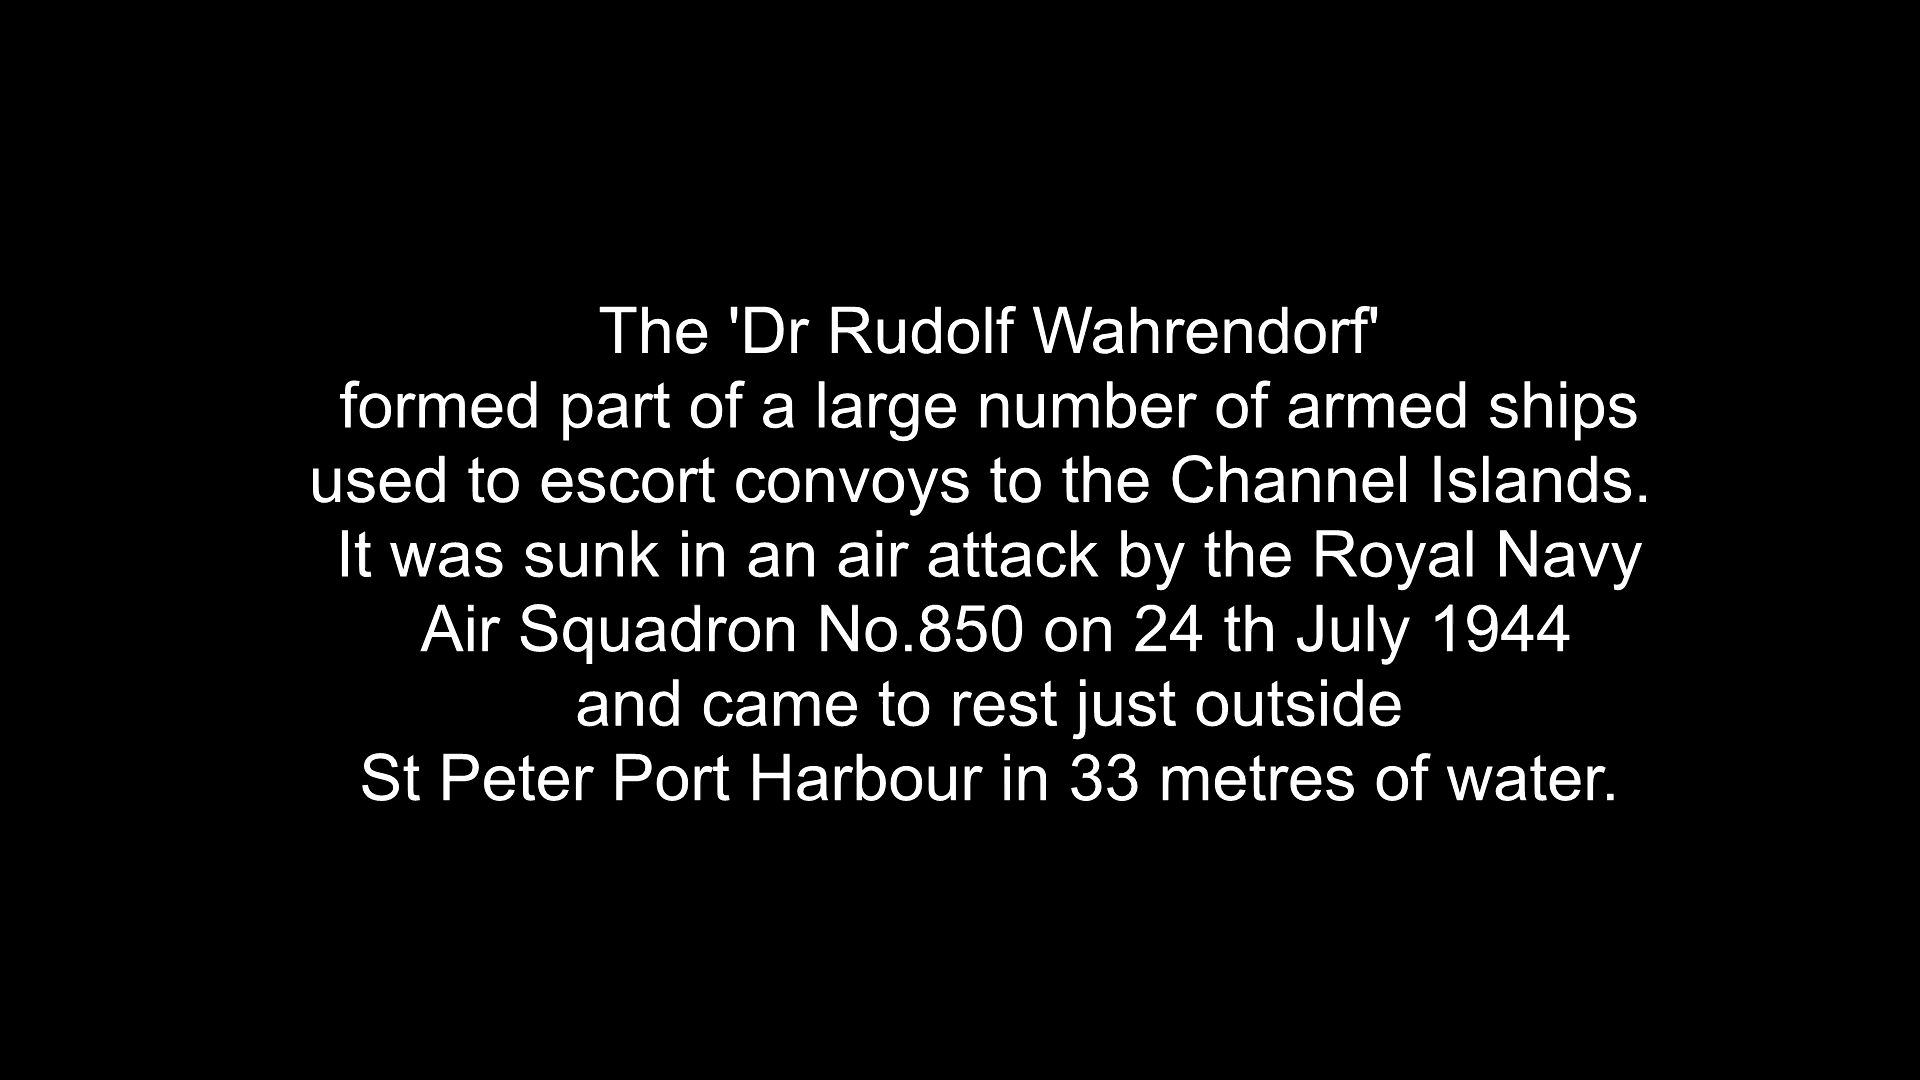 The 'Dr Rudolf Wahrendorf'
formed part of a large number of armed ships
used to escort convoys to the Channel Islands.
It was sunk in an air attack by the Royal Navy
Air Squadron No.850 on 24 th July 1944
and came to rest just outside
St Peter Port Harbour in 33 metres of water.